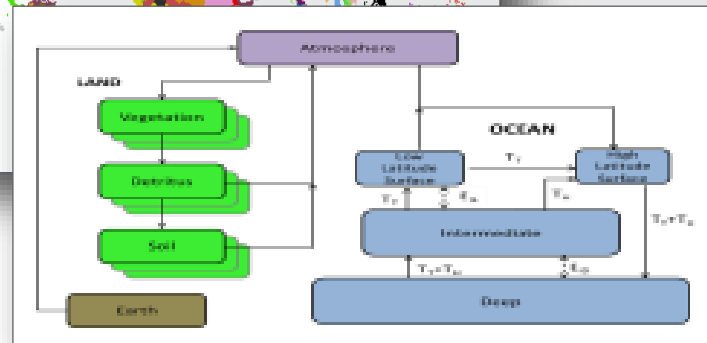 Atmosphere
LAND
Vegetation
OCEAN
Low
Latitude
Surface
High
Latitude
Surface
Detritus
Soil
Intermediate
Earth
Deep